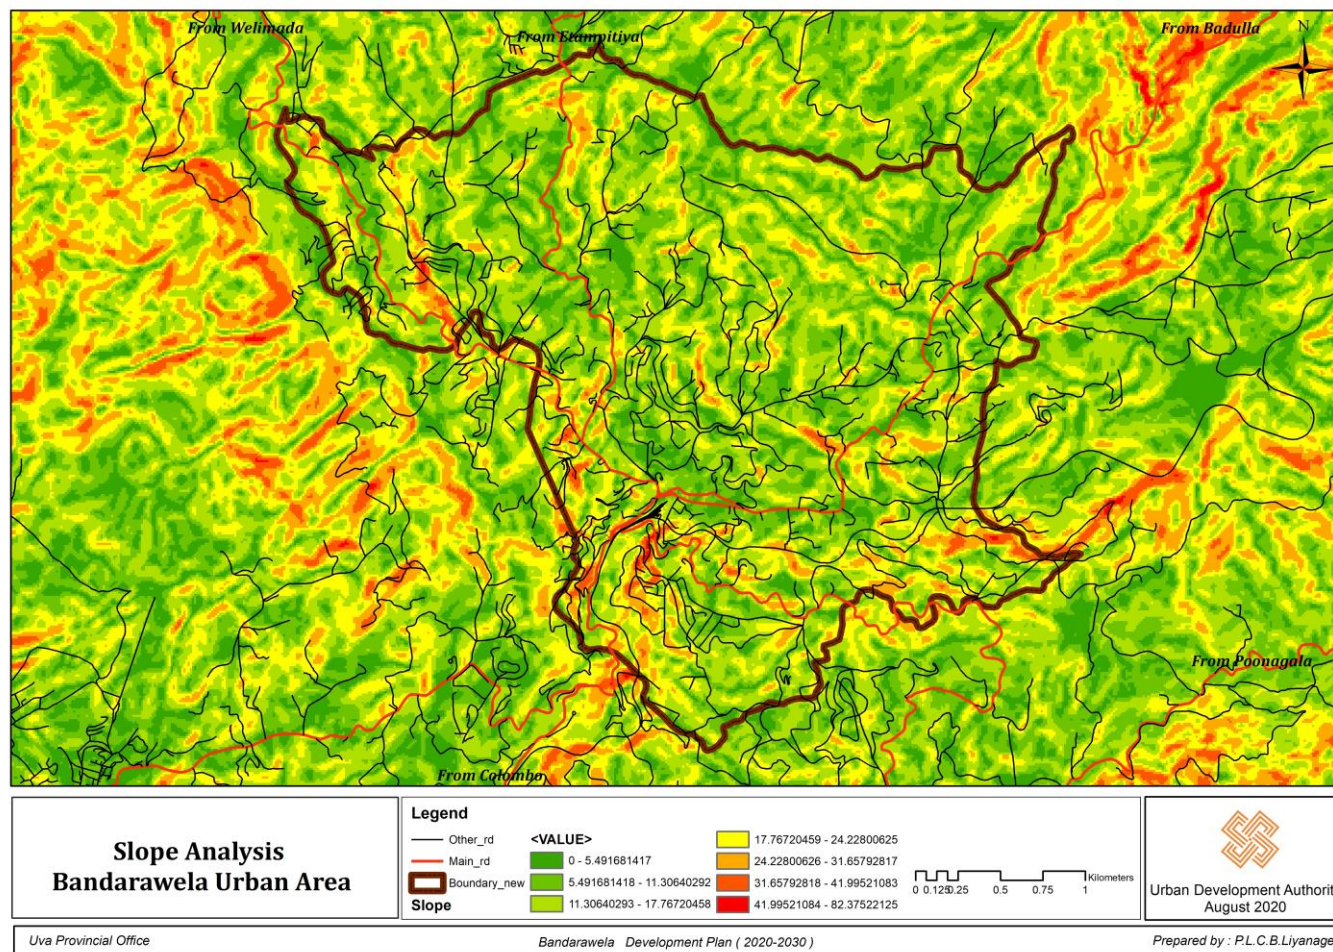 From Welimada
From Etampitiya
From Badulla
N
From Poonagala
From Colombo
Slope Analysis
Bandarawela Urban Area
Legend
Other_rd
Main_rd
Boundary_new
Slope
<VALUE>
0 - 5.491681417
5.491681418 - 11.30640292
11.30640293 - 17.76720458
17.76720459 - 24.22800625
24.22800626 - 31.65792817
31.65792818 - 41.99521083
41.99521084 - 82.37522125
Kilometers
0 0.125 0.25 0.5 0.75 1
Urban Development Authorit
August 2020
Uva Provincial Office
Bandarawela Development Plan ( 2020-2030 )
Prepared by : P.L.C.B.Liyanage